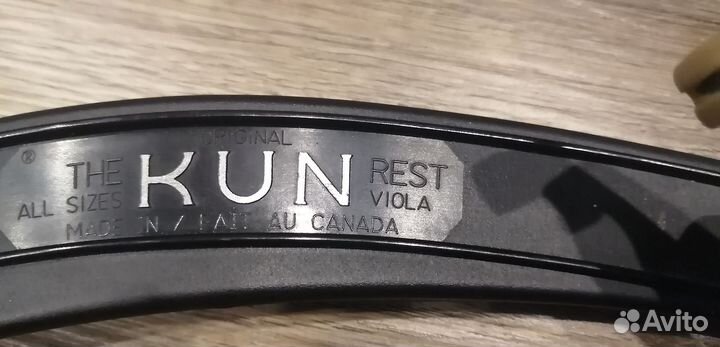 ORIGINAL
® THE KUN REST
ALL SIZES VIOLA
MADE IN / FAIT AU CANADA
Avito